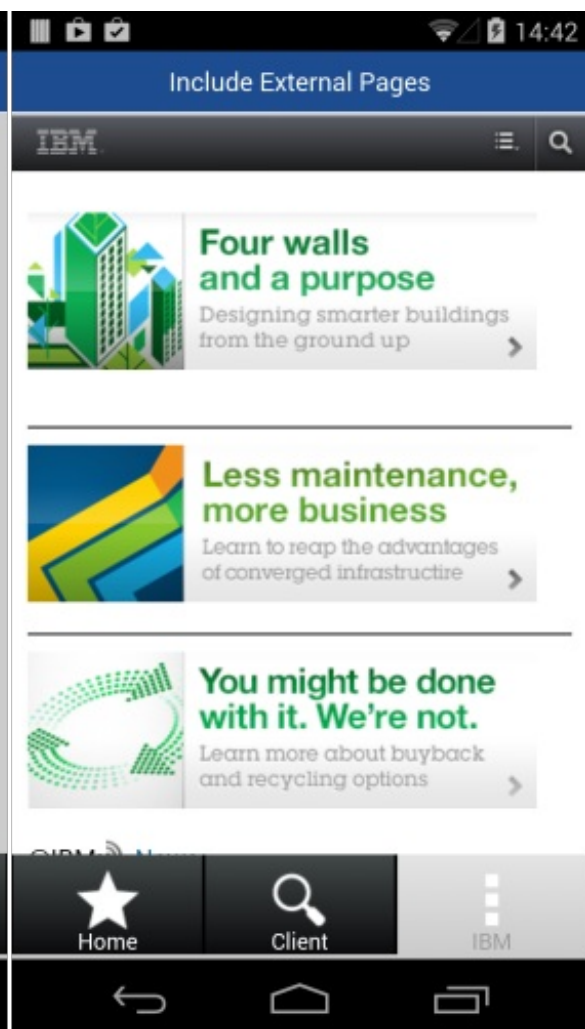 14:42
Include External Pages
IBM.
Four walls
and a purpose
Designing smarter buildings
from the ground up
Less maintenance,
more business
Learn to reap the advantages
of converged infrastructire
You might be done
with it. We're not.
Learn more about buyback
and recycling options
Home
Client
IBM